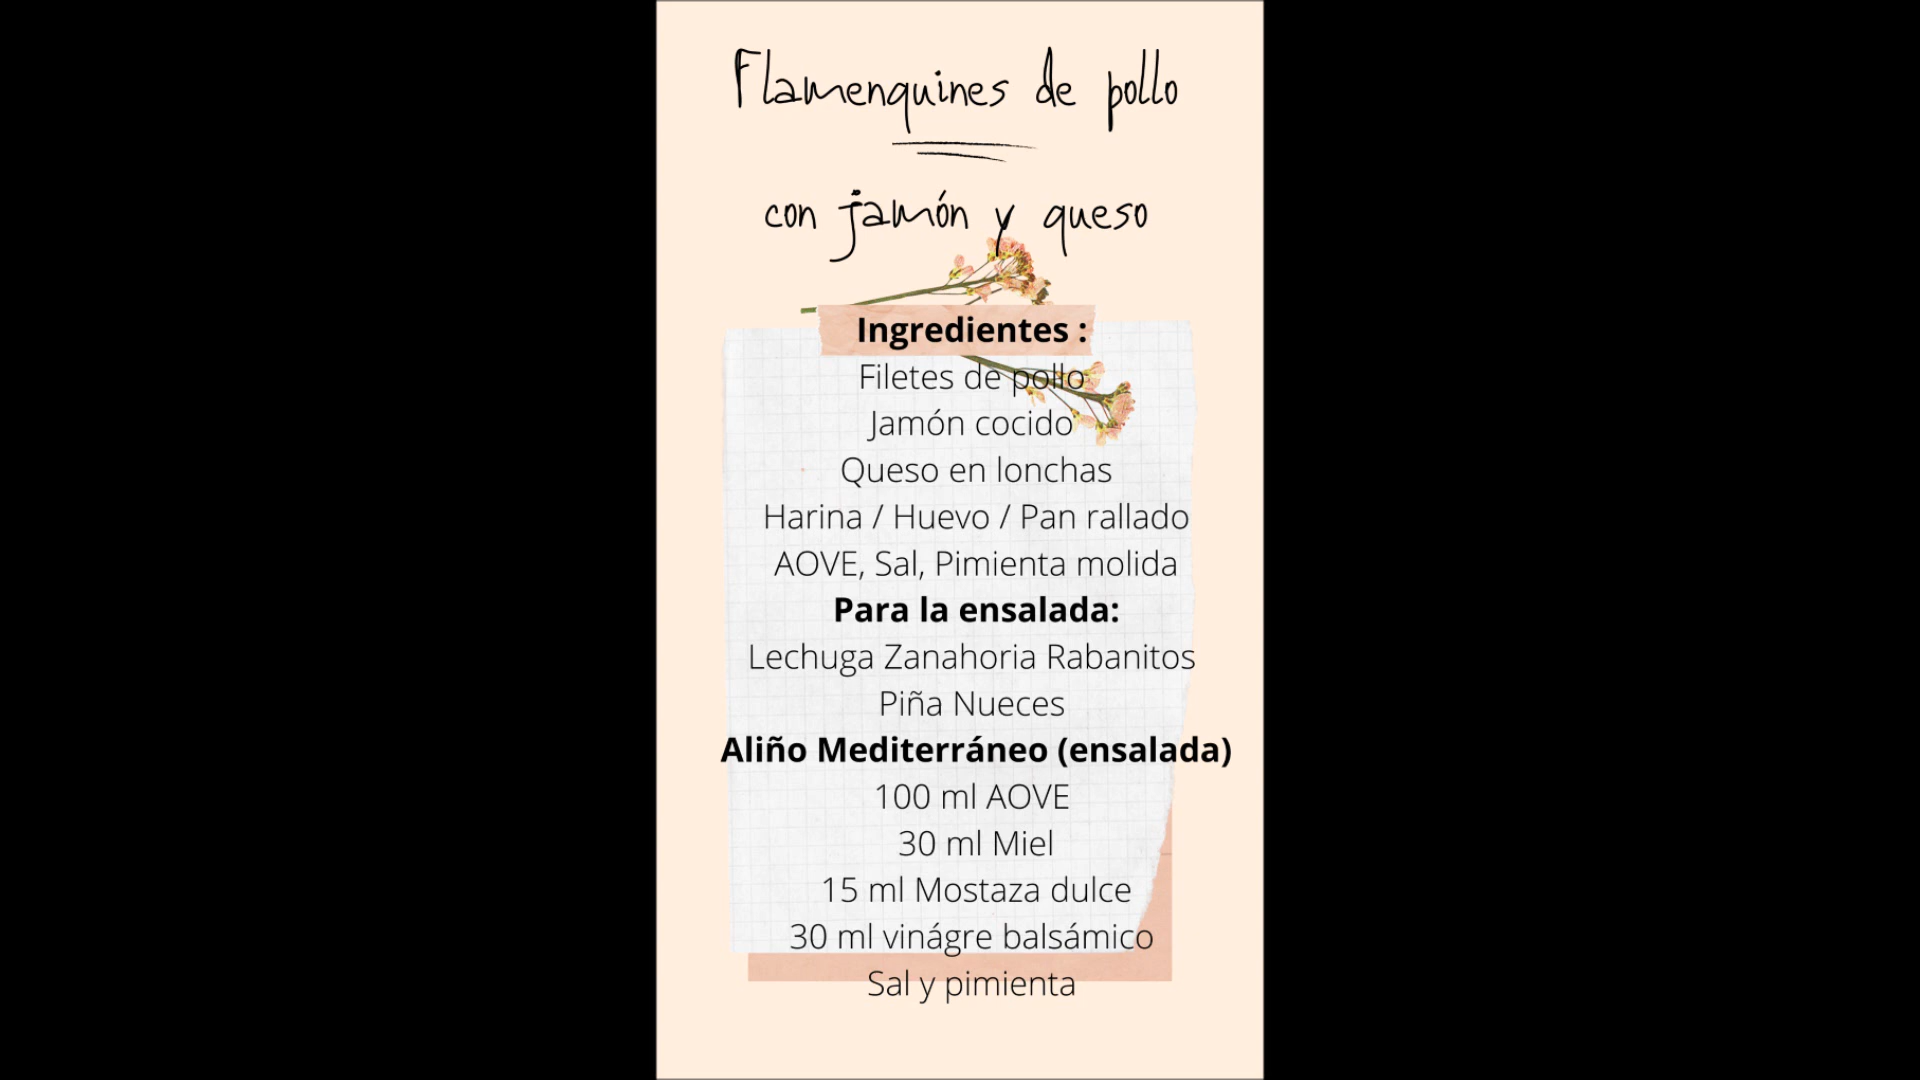 Flamenquines de pollo
con jamón y queso
Ingredientes :
Filetes de pollo
Jamón cocido
Queso en lonchas
Harina / Huevo / Pan rallado
AOVE, Sal, Pimienta molida
Para la ensalada:
Lechuga Zanahoria Rabanitos
Piña Nueces
Aliño Mediterráneo (ensalada)
100 ml AOVE
30 ml Miel
15 ml Mostaza dulce
30 ml vinágre balsámico
Sal y pimienta